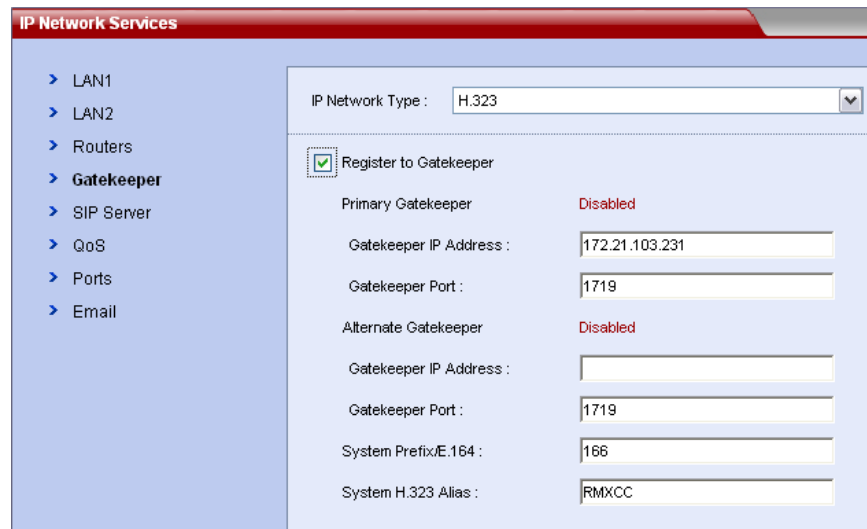 IP Network Services
LAN1
LAN2
Routers
Gatekeeper
SIP Server
QoS
Ports
Email
IP Network Type : H.323
Register to Gatekeeper
Primary Gatekeeper Disabled
Gatekeeper IP Address : 172.21.103.231
Gatekeeper Port : 1719
Alternate Gatekeeper Disabled
Gatekeeper IP Address :
Gatekeeper Port : 1719
System Prefix/E.164 : 166
System H.323 Alias : RMXCC